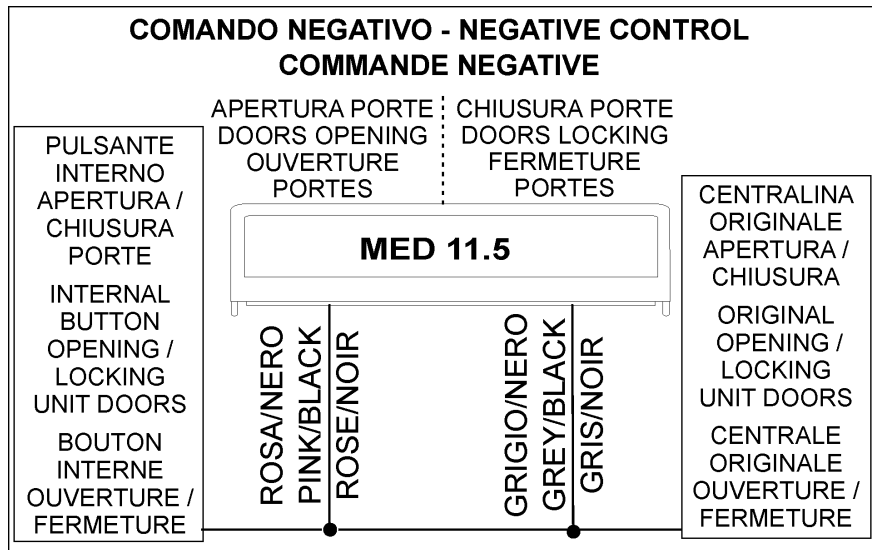 COMANDO NEGATIVO - NEGATIVE CONTROL
COMMANDE NEGATIVE
APERTURA PORTE
DOORS OPENING
OUVERTURE
PORTES
CHIUSURA PORTE
DOORS LOCKING
FERMETURE
PORTES
PULSANTE
INTERNO
APERTURA /
CHIUSURA
PORTE
INTERNAL
BUTTON
OPENING /
LOCKING
UNIT DOORS
BOUTON
INTERNE
OUVERTURE /
FERMETURE
MED 11.5
ROSA/NERO
PINK/BLACK
ROSE/NOIR
GRIGIO/NERO
GREY/BLACK
GRIS/NOIR
CENTRALINA
ORIGINALE
APERTURA /
CHIUSURA
ORIGINAL
OPENING /
LOCKING
UNIT DOORS
CENTRALE
ORIGINALE
OUVERTURE /
FERMETURE